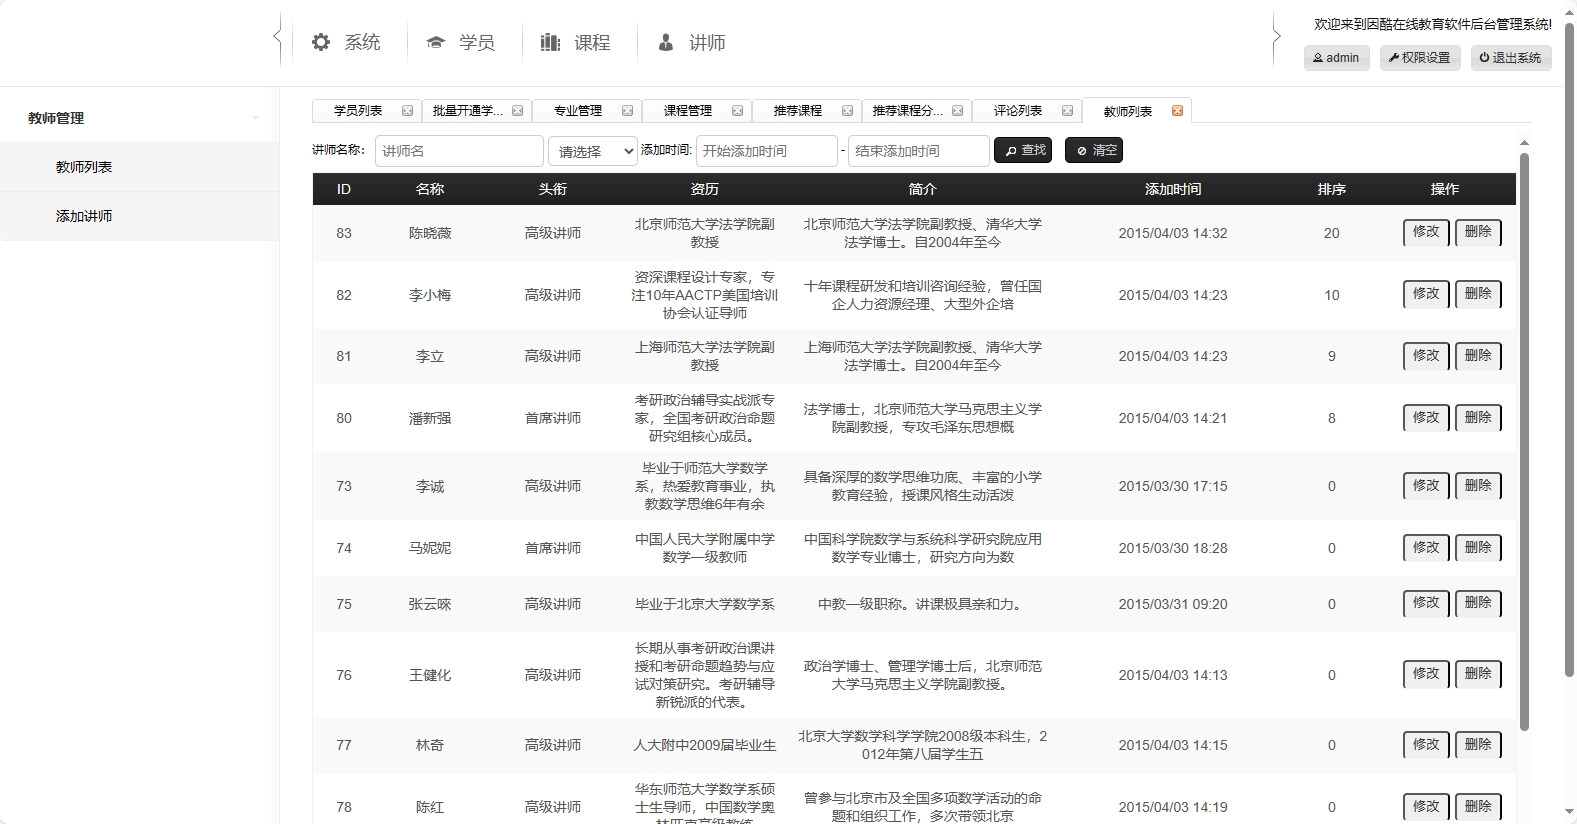 系统
学员
课程
讲师
欢迎来到因酷在线教育软件后台管理系统!
admin
权限设置
退出系统
教师管理
教师列表
添加讲师
学员列表
批量开通学...
专业管理
课程管理
推荐课程
推荐课程分...
评论列表
教师列表
讲师名称: 讲师名 请选择 添加时间: 开始添加时间 - 结束添加时间 查找 清空
ID 名称 头衔 资历 简介 添加时间 排序 操作
83 陈晓薇 高级讲师
北京师范大学法学院副
教授
北京师范大学法学院副教授、清华大学
法学博士。自2004年至今
2015/04/03 14:32 20 修改 删除
82 李小梅 高级讲师
资深课程设计专家，专
注10年AACTP美国培训
协会认证导师
十年课程研发和培训咨询经验，曾任国
企人力资源经理、大型外企培
2015/04/03 14:23 10 修改 删除
81 李立 高级讲师
上海师范大学法学院副
教授
上海师范大学法学院副教授、清华大学
法学博士。自2004年至今
2015/04/03 14:23 9 修改 删除
80 潘新强 首席讲师
考研政治辅导实战派专
家，全国考研政治命题
研究组核心成员。
法学博士，北京师范大学马克思主义学
院副教授，专攻毛泽东思想概
2015/04/03 14:21 8 修改 删除
73 李诚 高级讲师
毕业于师范大学数学
系，热爱教育事业，执
教数学思维6年有余
具备深厚的数学思维功底、丰富的小学
教育经验，授课风格生动活泼
2015/03/30 17:15 0 修改 删除
74 马妮妮 首席讲师
中国人民大学附属中学
数学一级教师
中国科学院数学与系统科学研究院应用
数学专业博士，研究方向为数
2015/03/30 18:28 0 修改 删除
75 张云唻 高级讲师
毕业于北京大学数学系
中教一级职称。讲课极具亲和力。
2015/03/31 09:20 0 修改 删除
76 王健化 高级讲师
长期从事考研政治课讲
授和考研命题趋势与应
试对策研究。考研辅导
新锐派的代表。
政治学博士、管理学博士后，北京师范
大学马克思主义学院副教授。
2015/04/03 14:13 0 修改 删除
77 林奇 高级讲师
人大附中2009届毕业生
北京大学数学科学学院2008级本科生，2
012年第八届学生五
2015/04/03 14:15 0 修改 删除
78 陈红 高级讲师
华东师范大学数学系硕
士生导师，中国数学奥
曾参与北京市及全国多项数学活动的命
题和组织工作，多次带领北京
2015/04/03 14:19 0 修改 删除